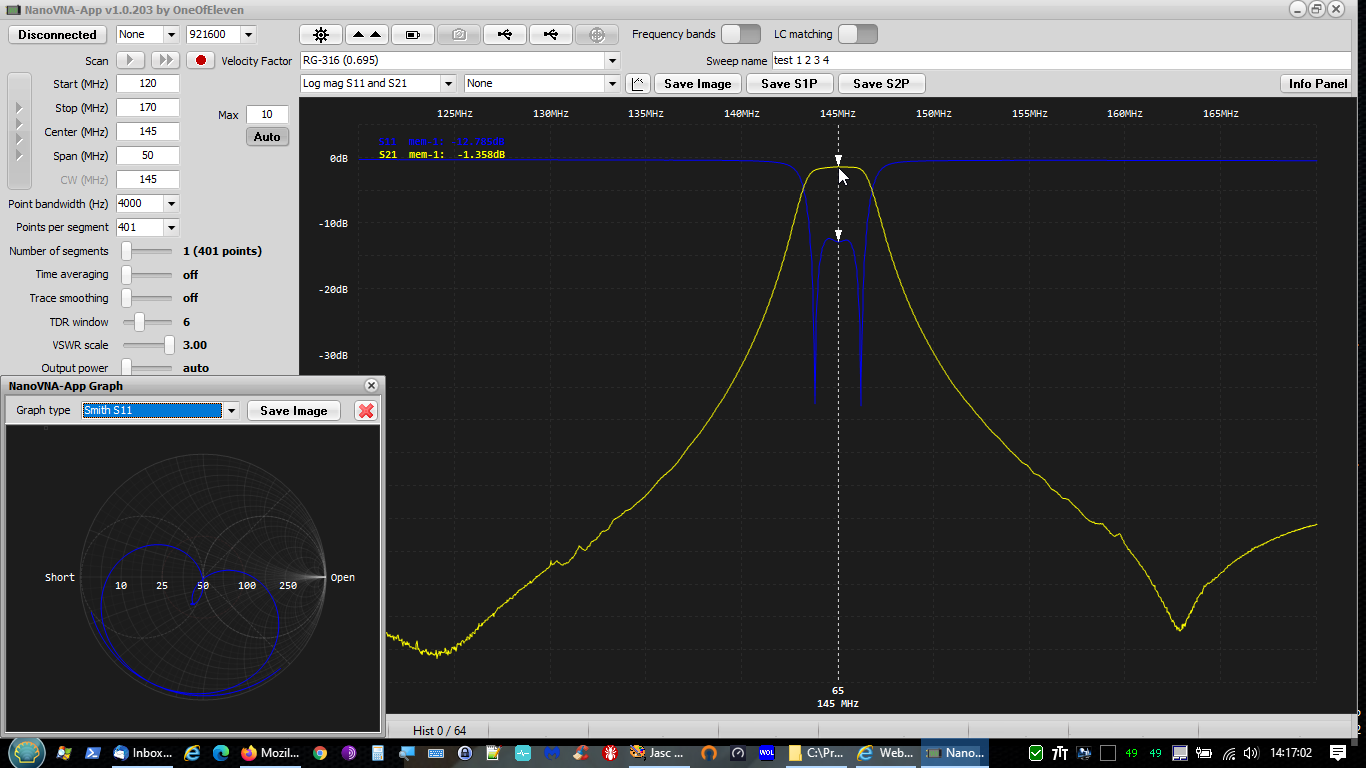 NanoVNA-App v1.0.203 by OneOfEleven
Disconnected None 921600 Frequency bands LC matching
Scan Velocity Factor RG-316 (0.695) Sweep name test 1 2 3 4
Start (MHz) 120 Log mag S11 and S21 None Save Image Save S1P Save S2P Info Panel
Stop (MHz) 170
Max 10
Center (MHz) 145 Auto
Span (MHz) 50
CW (MHz) 145
Point bandwidth (Hz) 4000
Points per segment 401
Number of segments 1 (401 points)
Time averaging off
Trace smoothing off
TDR window 6
VSWR scale 3.00
Output power auto
125MHz 130MHz 135MHz 140MHz 145MHz 150MHz 155MHz 160MHz 165MHz
S11 mem-1:
S21 mem-1: -1.358dB
0dB
-10dB
-20dB
-30dB
65
145 MHz
NanoVNA-App Graph
Graph type Smith S11 Save Image
Short 10 25 50 100 250 Open
Hist 0 / 64
Inbox... Mozil... Jasc ... WOL C:\Pr... Web... Nano... 49 49 14:17:02